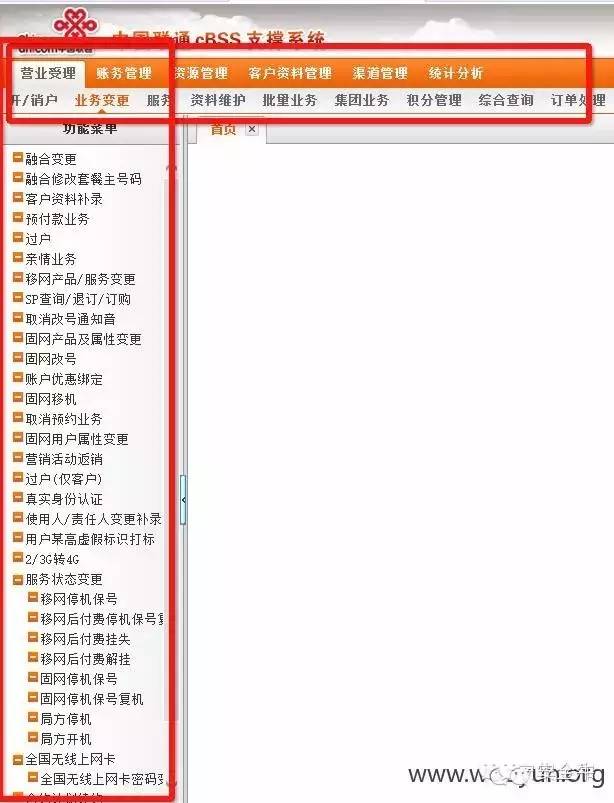 中国联通 cBSS 支撑系统
营业受理 账务管理 资源管理 客户资料管理 渠道管理 统计分析
开/销户 业务变更 服务 资料维护 批量业务 集团业务 积分管理 综合查询 订单处理
功能菜单 首页
融合变更
融合修改套餐主号码
客户资料补录
预付款业务
过户
亲情业务
移网产品/服务变更
SP查询/退订/订购
取消改号通知音
固网产品及属性变更
固网改号
账户优惠绑定
固网移机
取消预约业务
固网用户属性变更
营销活动返销
过户(仅客户)
真实身份认证
使用人/责任人变更补录
用户某高虚假标识打标
2/3G转4G
服务状态变更
移网停机保号
移网后付费停机保号复
移网后付费挂失
移网后付费解挂
固网停机保号
固网停机保号复机
局方停机
局方开机
全国无线上网卡
全国无线上网卡密码